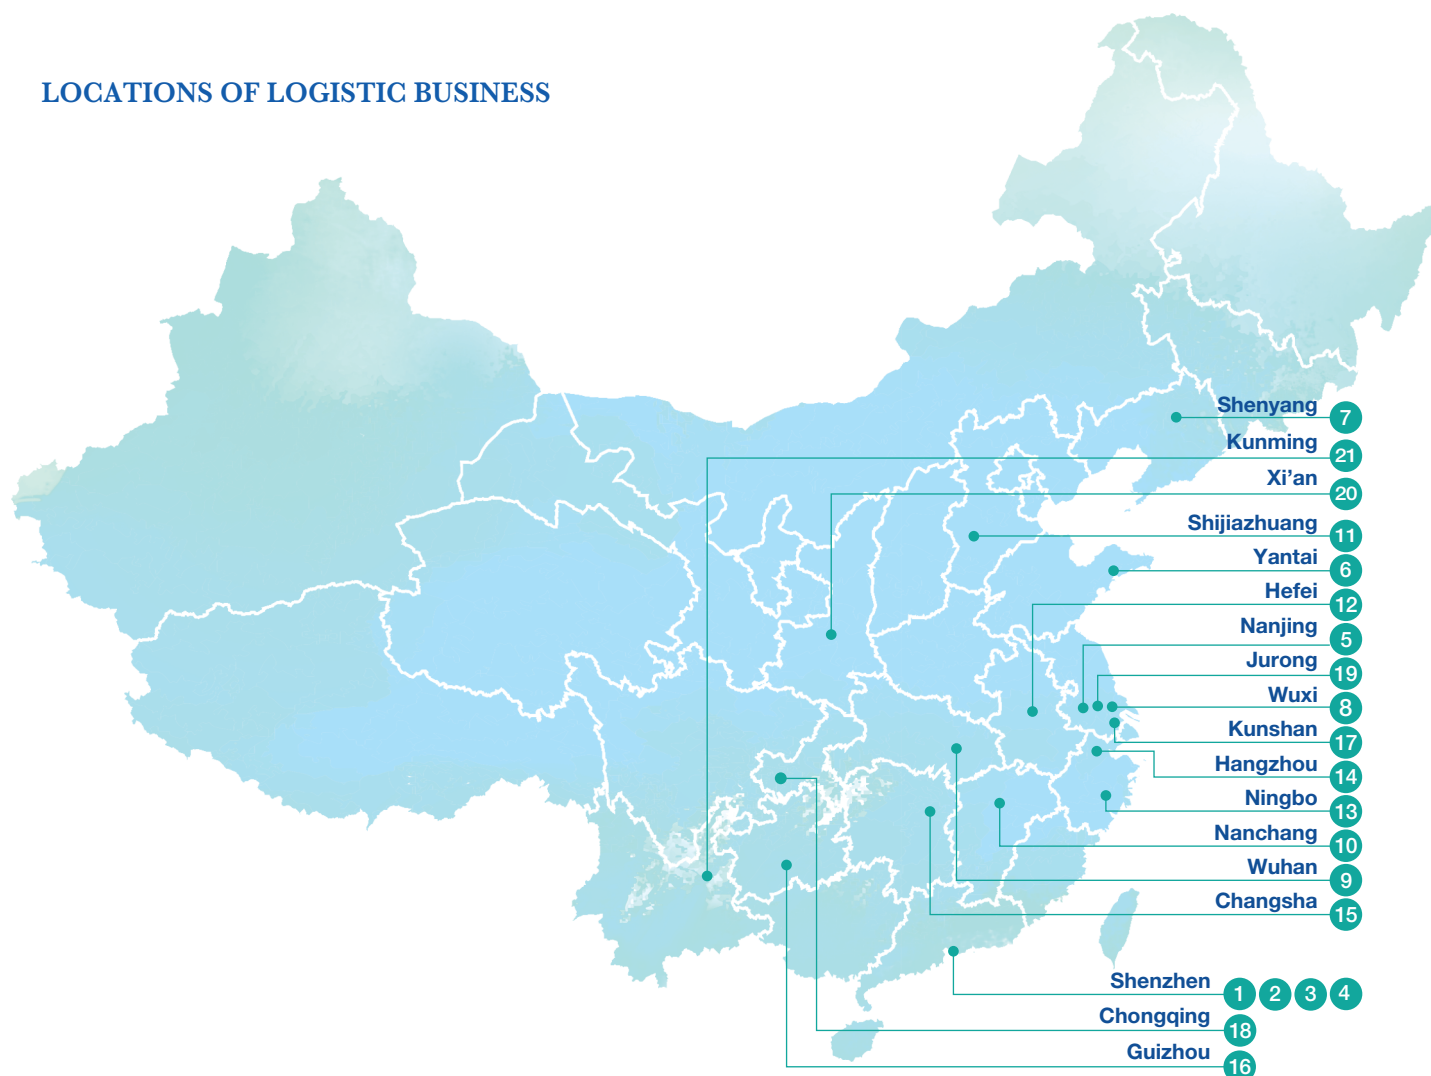 LOCATIONS OF LOGISTIC BUSINESS
Shenyang 7
Kunming 21
Xi’an 20
Shijiazhuang 11
Yantai 6
Hefei 12
Nanjing 5
Jurong 19
Wuxi 8
Kunshan 17
Hangzhou 14
Ningbo 13
Nanchang 10
Wuhan 9
Changsha 15
Shenzhen 1 2 3 4
Chongqing 18
Guizhou 16